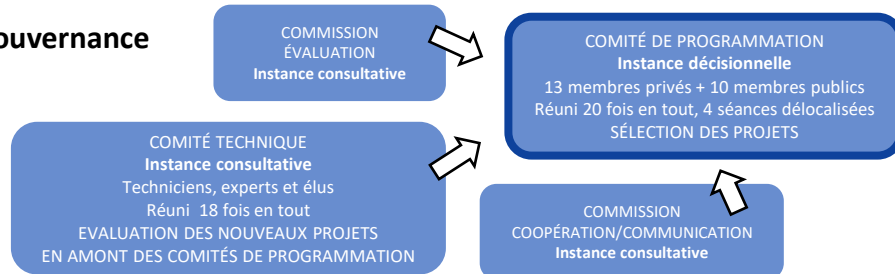 ouvernance
COMMISSION
ÉVALUATION
Instance consultative
COMITÉ DE PROGRAMMATION
Instance décisionnelle
13 membres privés + 10 membres publics
Réuni 20 fois en tout, 4 séances délocalisées
SÉLECTION DES PROJETS
COMITÉ TECHNIQUE
Instance consultative
Techniciens, experts et élus
Réuni 18 fois en tout
EVALUATION DES NOUVEAUX PROJETS
EN AMONT DES COMITÉS DE PROGRAMMATION
COMMISSION
COOPÉRATION/COMMUNICATION
Instance consultative